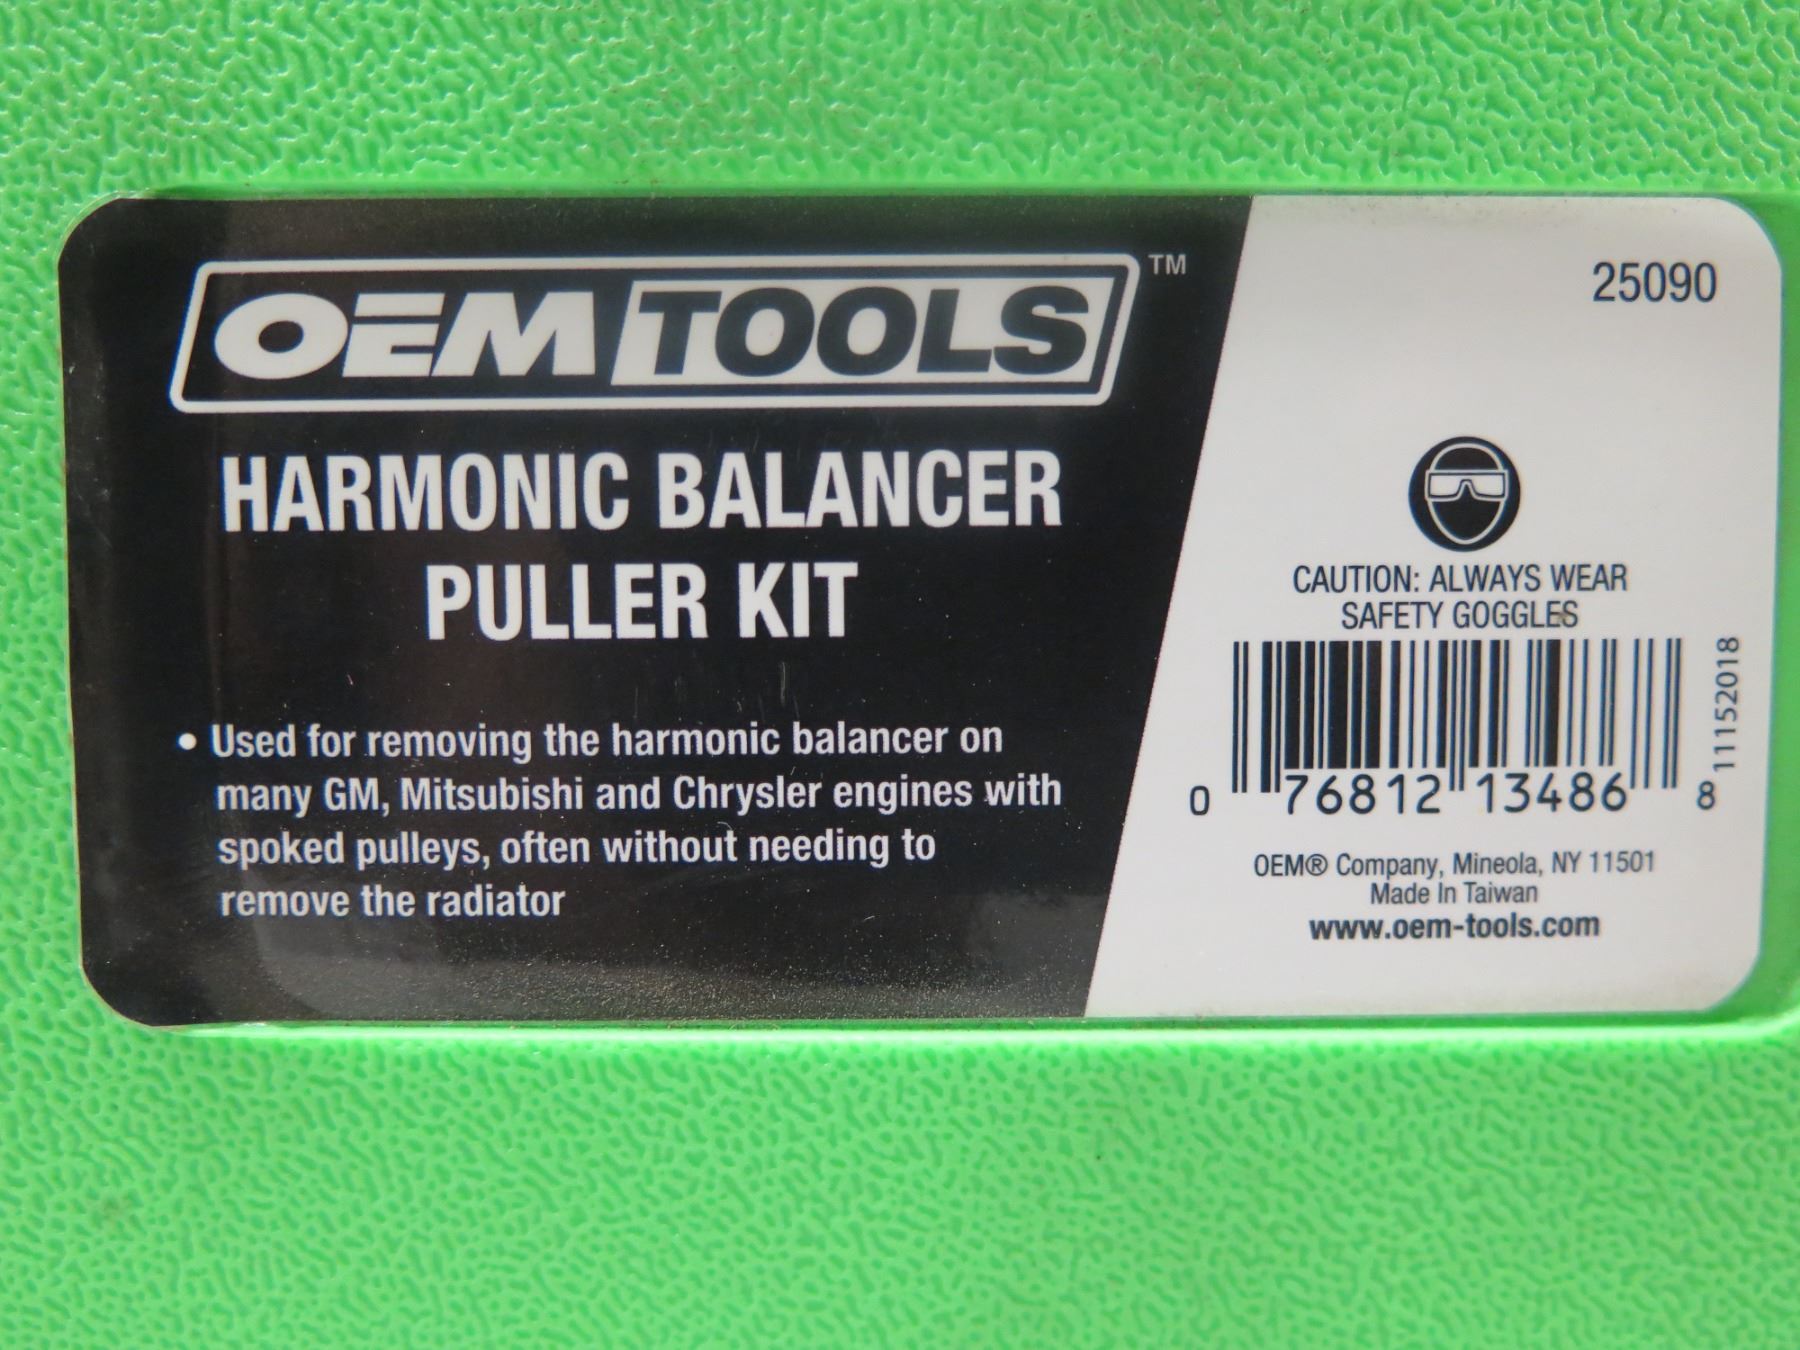 OEMTOOLS™
25090
HARMONIC BALANCER
PULLER KIT
• Used for removing the harmonic balancer on
many GM, Mitsubishi and Chrysler engines with
spoked pulleys, often without needing to
remove the radiator
CAUTION: ALWAYS WEAR
SAFETY GOGGLES
0 76812 13486 8
11152018
OEM® Company, Mineola, NY 11501
Made In Taiwan
www.oem-tools.com